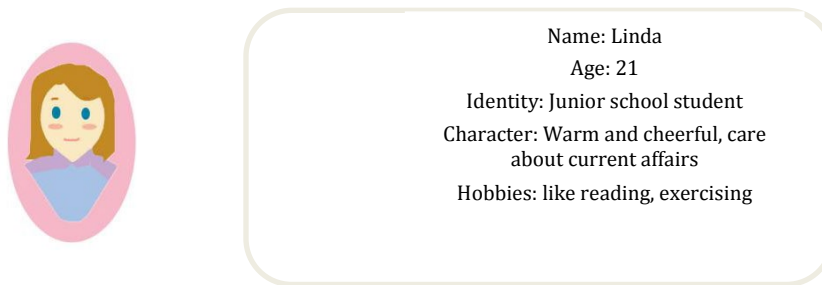 Name: Linda
Age: 21
Identity: Junior school student
Character: Warm and cheerful, care
about current affairs
Hobbies: like reading, exercising